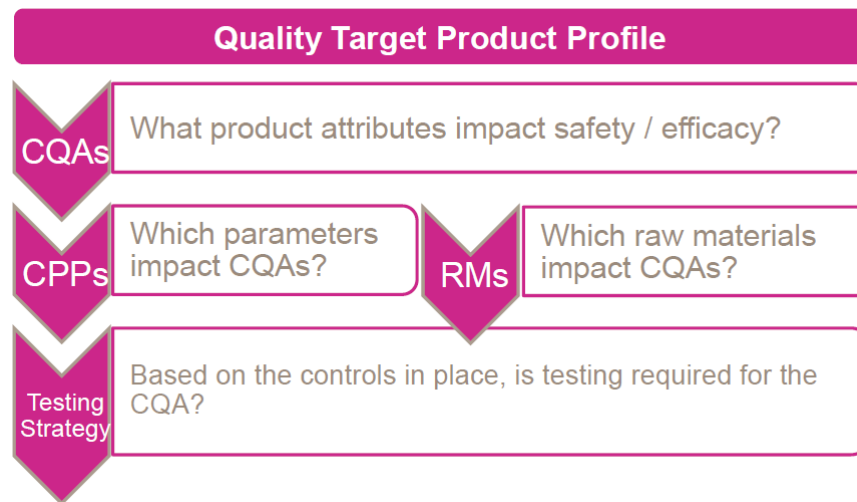 Quality Target Product Profile
CQAs
What product attributes impact safety / efficacy?
CPPs
Which parameters
impact CQAs?
RMs
Which raw materials
impact CQAs?
Testing
Strategy
Based on the controls in place, is testing required for the
CQA?